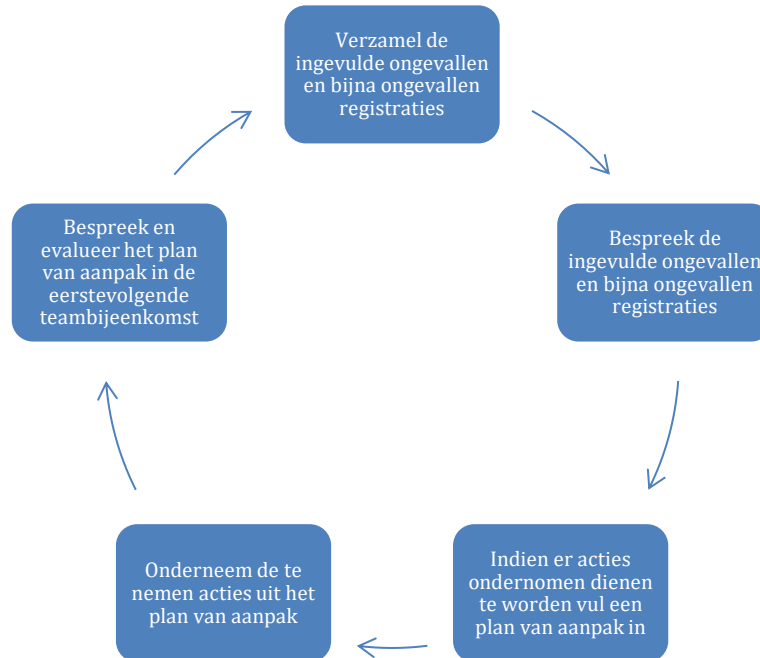 Verzamel de
ingevulde ongevallen
en bijna ongevallen
registraties
Bespreek de
ingevulde ongevallen
en bijna ongevallen
registraties
Indien er acties
ondernomen dienen
te worden vul een
plan van aanpak in
Onderneem de te
nemen acties uit het
plan van aanpak
Bespreek en
evalueer het plan
van aanpak in de
eerstevolgende
teambijeenkomst